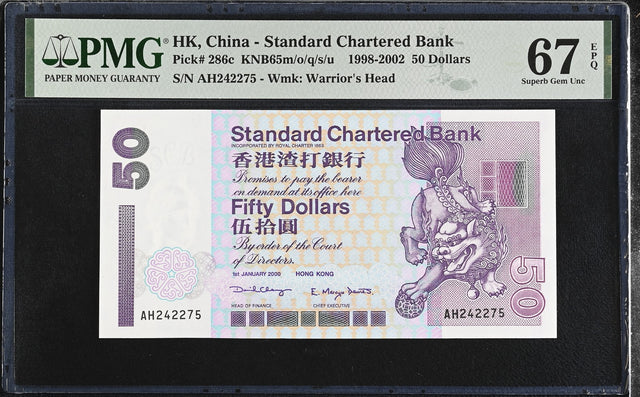 PMG
PAPER MONEY GUARANTY
HK, China - Standard Chartered Bank
Pick# 286c KNB65m/o/q/s/u 1998-2002 50 Dollars
S/N AH242275 - Wmk: Warrior's Head
67 EPQ
Superb Gem Unc
50
Standard Chartered Bank
INCORPORATED BY ROYAL CHARTER 1853
香港渣打銀行
Promises to pay the bearer
on demand at its office here
Fifty Dollars
伍拾圓
By order of the Court
of Directors.
1st JANUARY 2000 HONG KONG
HEAD OF FINANCE CHIEF EXECUTIVE
AH242275
AH242275
50